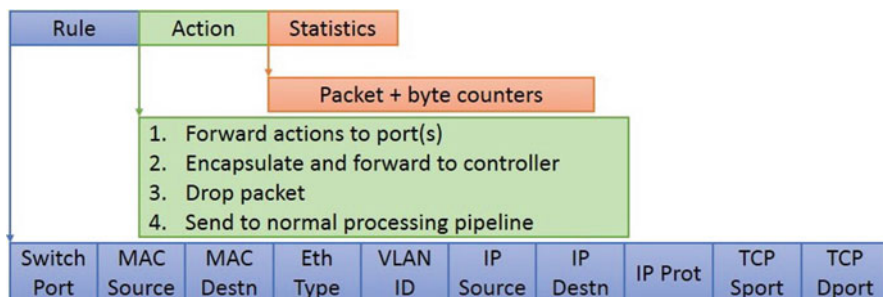 Rule Action Statistics
Packet + byte counters
1. Forward actions to port(s)
2. Encapsulate and forward to controller
3. Drop packet
4. Send to normal processing pipeline
Switch MAC MAC Eth VLAN IP IP IP Prot TCP TCP
Port Source Destn Type ID Source Destn Sport Dport